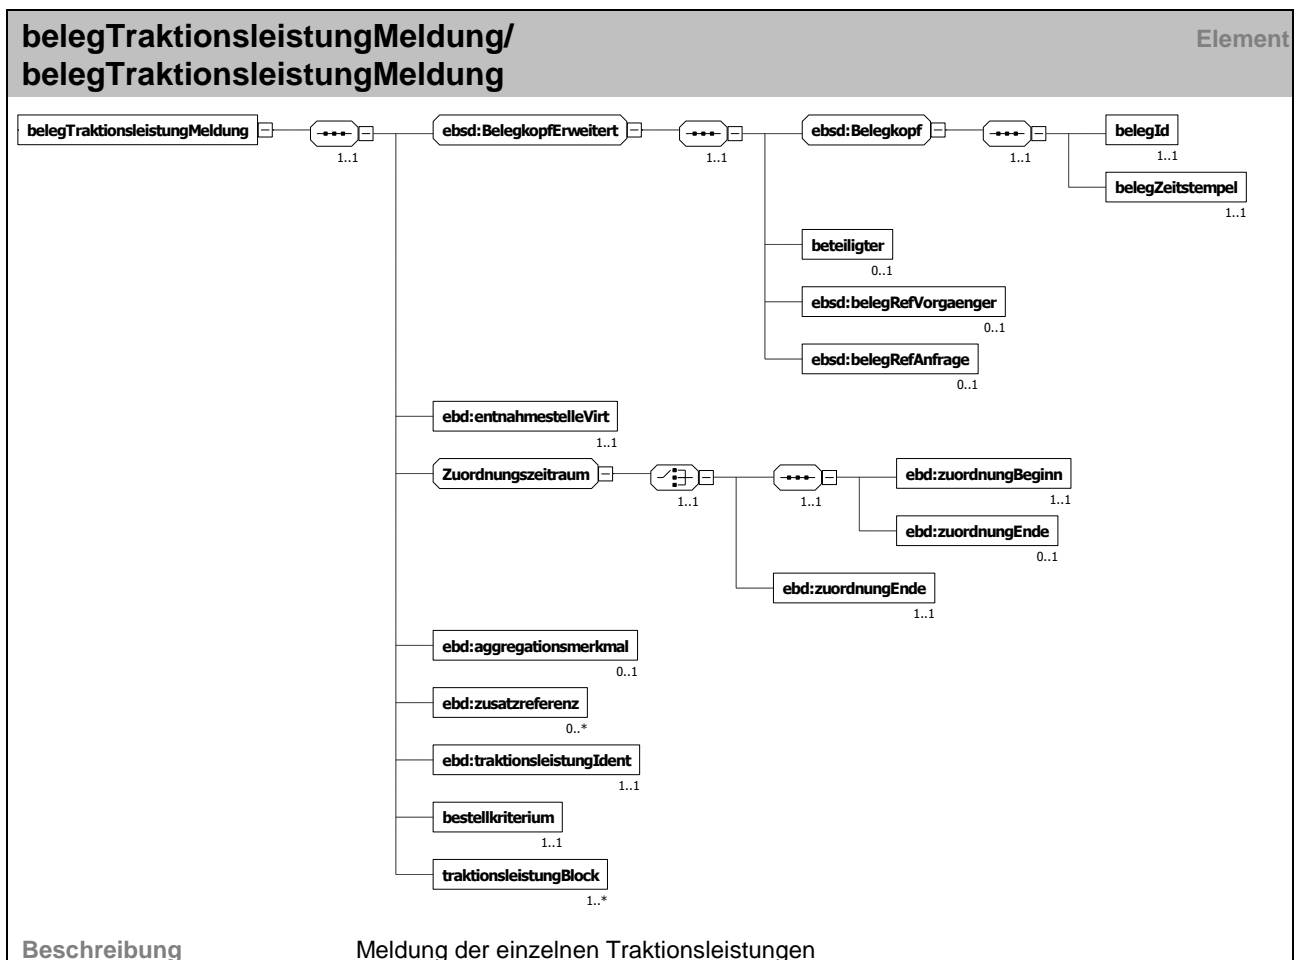 belegTraktionsleistungMeldung/
belegTraktionsleistungMeldung
Element
belegTraktionsleistungMeldung
1..1
ebsd:BelegkopfErweitert
1..1
ebsd:Belegkopf
1..1
belegId
1..1
belegZeitstempel
1..1
beteiligter
0..1
ebsd:belegRefVorgaenger
0..1
ebsd:belegRefAnfrage
0..1
ebd:entnahmestelleVirt
1..1
Zuordnungszeitraum
1..1
1..1
ebd:zuordnungBeginn
1..1
ebd:zuordnungEnde
0..1
ebd:zuordnungEnde
1..1
ebd:aggregationsmerkmal
0..1
ebd:zusatzreferenz
0..*
ebd:traktionsleistungIdent
1..1
bestellkriterium
1..1
traktionsleistungBlock
1..*
Beschreibung Meldung der einzelnen Traktionsleistungen